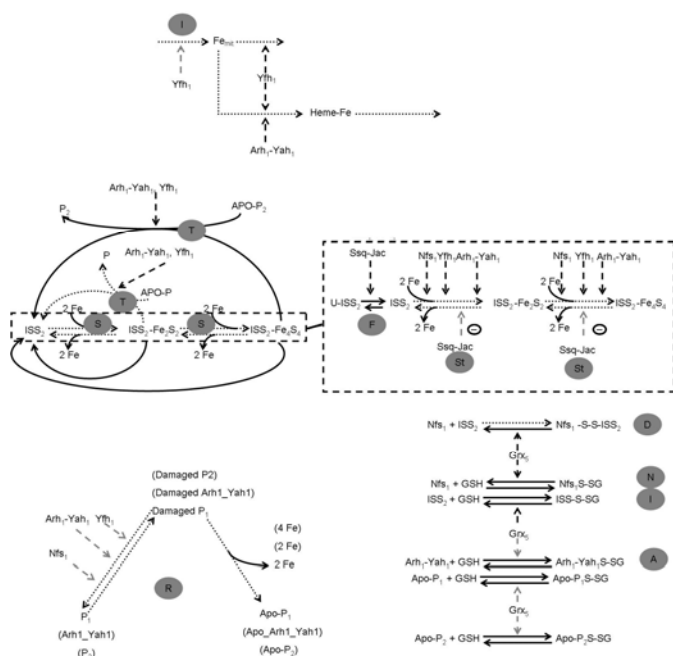 I
Fe_mit
Yfh₁ Yfh₁
Heme-Fe
Arh₁-Yah₁
Arh₁-Yah₁, Yfh₁
P₂ APO-P₂
T
P Arh₁-Yah₁, Yfh₁
T APO-P
2 Fe S 2 Fe S
ISS₂ ISS₂-Fe₂S₂ ISS₂-Fe₄S₄
2 Fe 2 Fe
Ssq-Jac Nfs₁ Yfh₁ Arh₁-Yah₁ Nfs₁ Yfh₁ Arh₁-Yah₁
2 Fe 2 Fe
U-ISS₂ ISS₂ ISS₂-Fe₂S₂ ISS₂-Fe₄S₄
F 2 Fe - 2 Fe -
Ssq-Jac Ssq-Jac
St St
Nfs₁ + ISS₂ Nfs₁ -S-S-ISS₂ D
Grx₅
Nfs₁ + GSH Nfs₁S-SG N
ISS₂ + GSH ISS-S-SG I
Grx₅
Arh₁-Yah₁+ GSH Arh₁-Yah₁S-SG A
Apo-P₁ + GSH Apo-P₁S-SG
Grx₅
Apo-P₂ + GSH Apo-P₂S-SG
(Damaged P2)
(Damaged Arh1_Yah1)
Damaged P₁
Arh₁-Yah₁ Yfh₁
Nfs₁
(4 Fe)
(2 Fe)
2 Fe
R
P₁ Apo-P₁
(Arh1_Yah1) (Apo_Arh1_Yah1)
(P₂) (Apo-P₂)